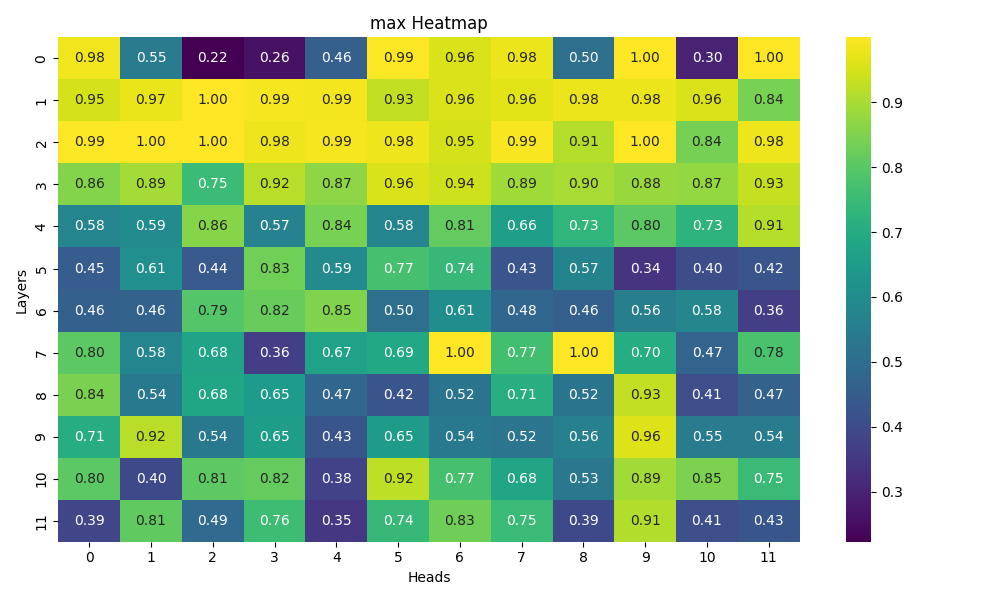 max Heatmap
0 0.98 0.55 0.22 0.26 0.46 0.99 0.96 0.98 0.50 1.00 0.30 1.00
1 0.95 0.97 1.00 0.99 0.99 0.93 0.96 0.96 0.98 0.98 0.96 0.84
2 0.99 1.00 1.00 0.98 0.99 0.98 0.95 0.99 0.91 1.00 0.84 0.98
3 0.86 0.89 0.75 0.92 0.87 0.96 0.94 0.89 0.90 0.88 0.87 0.93
4 0.58 0.59 0.86 0.57 0.84 0.58 0.81 0.66 0.73 0.80 0.73 0.91
5 0.45 0.61 0.44 0.83 0.59 0.77 0.74 0.43 0.57 0.34 0.40 0.42
6 0.46 0.46 0.79 0.82 0.85 0.50 0.61 0.48 0.46 0.56 0.58 0.36
7 0.80 0.58 0.68 0.36 0.67 0.69 1.00 0.77 1.00 0.70 0.47 0.78
8 0.84 0.54 0.68 0.65 0.47 0.42 0.52 0.71 0.52 0.93 0.41 0.47
9 0.71 0.92 0.54 0.65 0.43 0.65 0.54 0.52 0.56 0.96 0.55 0.54
10 0.80 0.40 0.81 0.82 0.38 0.92 0.77 0.68 0.53 0.89 0.85 0.75
11 0.39 0.81 0.49 0.76 0.35 0.74 0.83 0.75 0.39 0.91 0.41 0.43
0 1 2 3 4 5 6 7 8 9 10 11
Heads
Layers
0.9
0.8
0.7
0.6
0.5
0.4
0.3